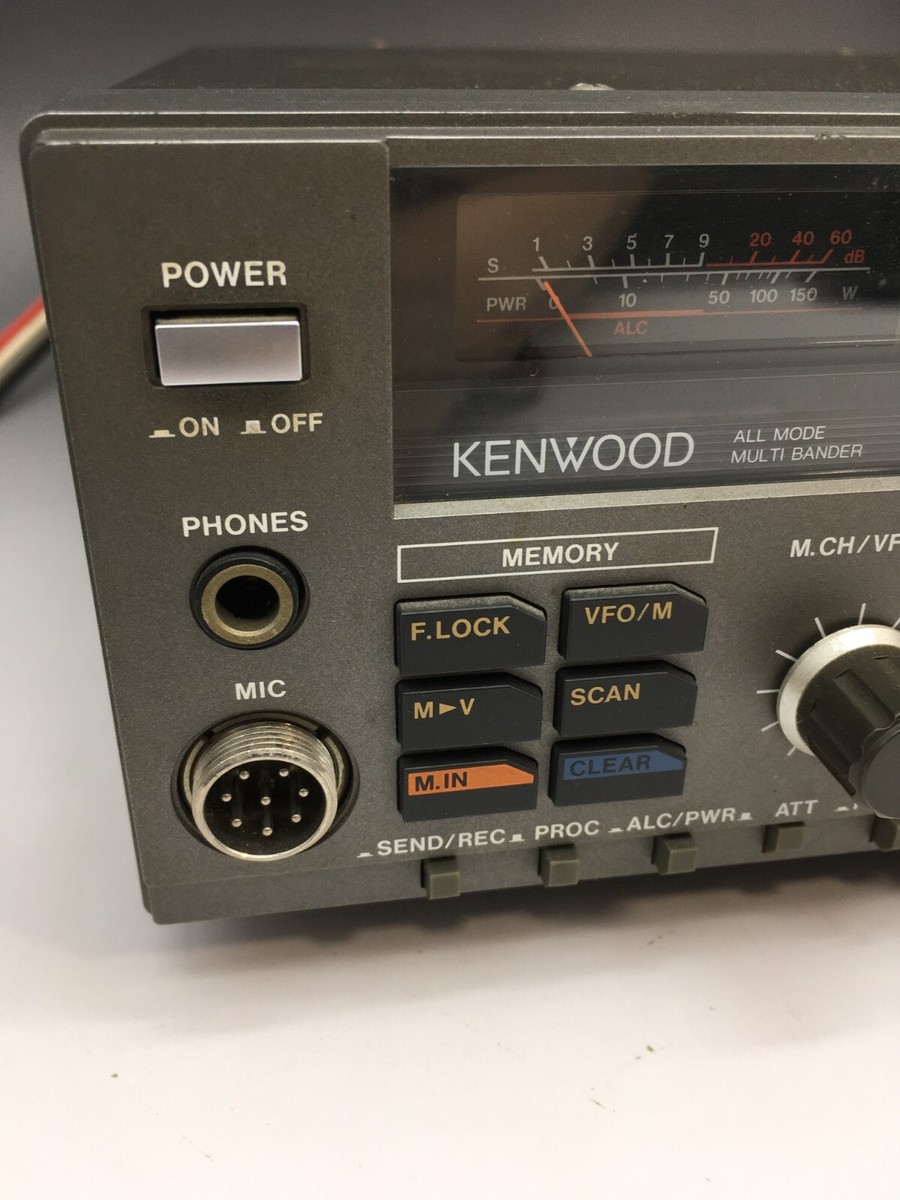 POWER
ON OFF
PHONES
MIC
S 1 3 5 7 9 20 40 60 dB
PWR 0 10 50 100 150 W
ALC
KENWOOD
ALL MODE
MULTI BANDER
MEMORY
M.CH/VF
F.LOCK VFO/M
M►V SCAN
M.IN CLEAR
SEND/REC PROC ALC/PWR ATT